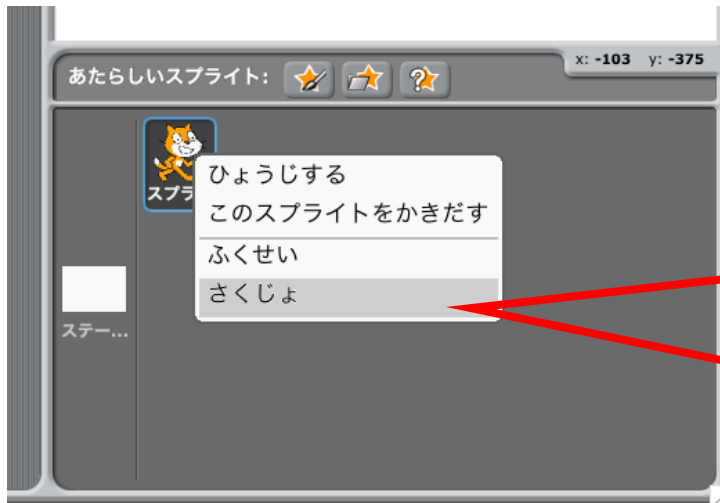 あたらしいスプライト:
x: -103 y: -375
スプラ
ひょうじする
このスプライトをかきだす
ふくせい
さくじょ
ステー...